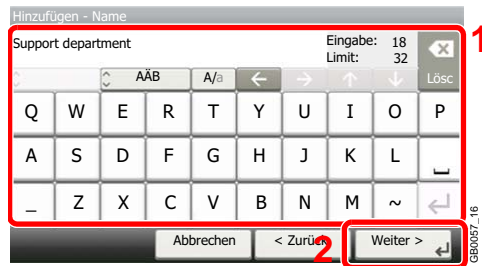 Hinzufügen - Name
Support department
Eingabe: 18
Limit: 32
1
AÄB A/a Lösc
Q W E R T Y U I O P
A S D F G H J K L
_ Z X C V B N M ~
Abbrechen < Zurück Weiter >
2
GB0057_16